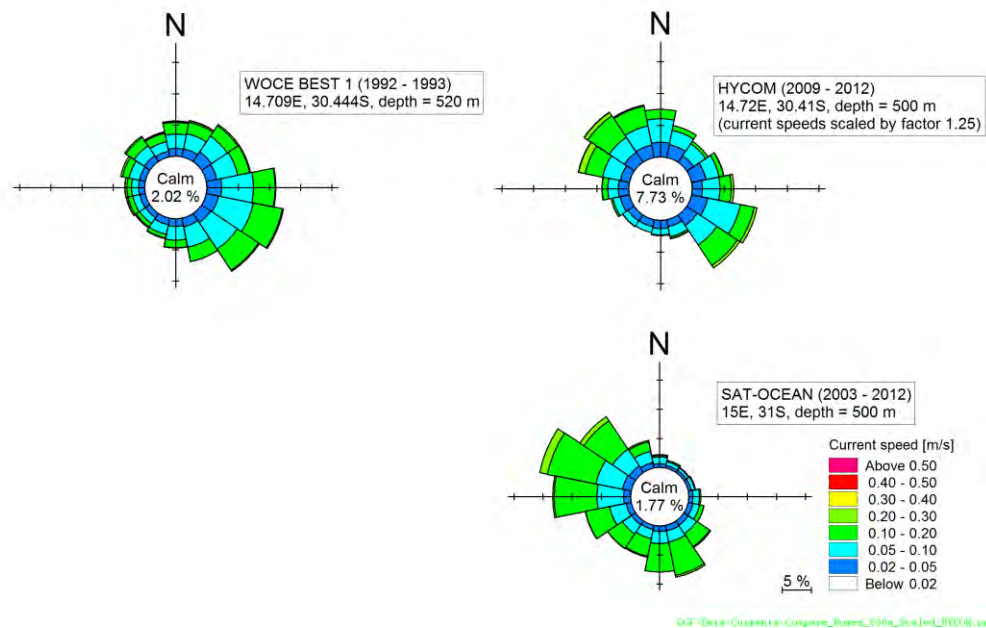 N
WOCE BEST 1 (1992 - 1993)
14.709E, 30.444S, depth = 520 m
Calm
2.02 %
N
HYCOM (2009 - 2012)
14.72E, 30.41S, depth = 500 m
(current speeds scaled by factor 1.25)
Calm
7.73 %
N
SAT-OCEAN (2003 - 2012)
15E, 31S, depth = 500 m
Calm
1.77 %
Current speed [m/s]
Above 0.50
0.40 - 0.50
0.30 - 0.40
0.20 - 0.30
0.10 - 0.20
0.05 - 0.10
0.02 - 0.05
Below 0.02
5 %